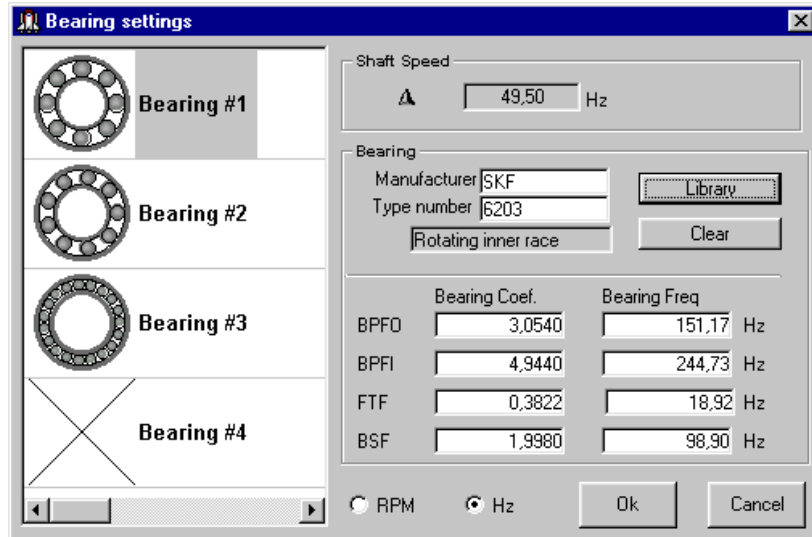 Bearing settings
Bearing #1
Bearing #2
Bearing #3
Bearing #4
Shaft Speed
49,50 Hz
Bearing
Manufacturer SKF
Library
Type number 6203
Clear
Rotating inner race
Bearing Coef. Bearing Freq
BPFO 3,0540 151,17 Hz
BPFI 4,9440 244,73 Hz
FTF 0,3822 18,92 Hz
BSF 1,9980 98,90 Hz
RPM Hz Ok Cancel